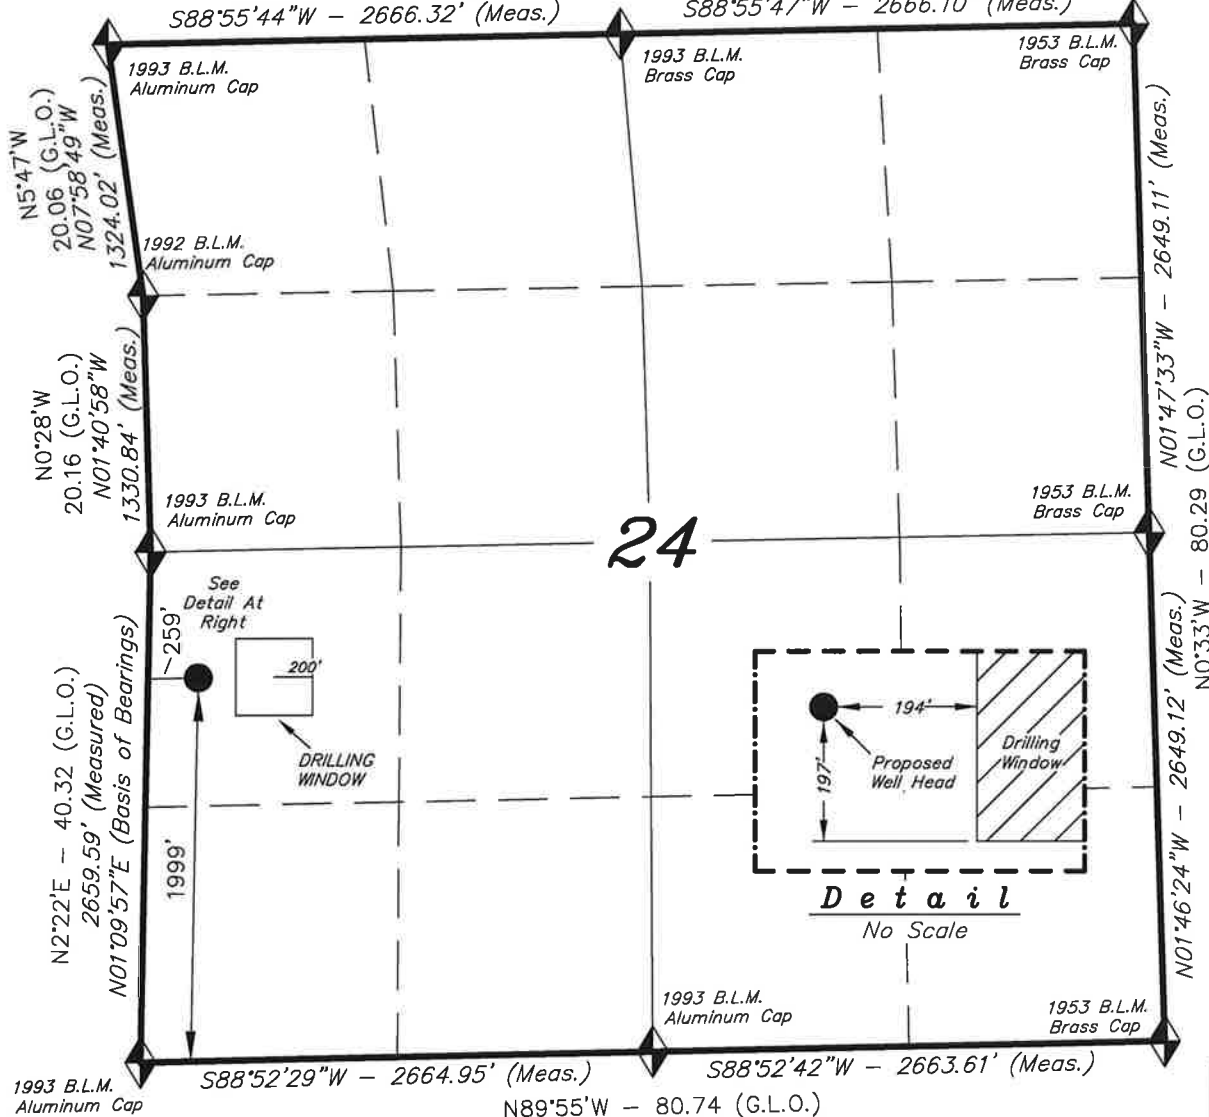 S88°55'44"W - 2666.32' (Meas.)
S88°55'47"W - 2666.10' (Meas.)
1993 B.L.M.
Aluminum Cap
1993 B.L.M.
Brass Cap
1953 B.L.M.
Brass Cap
N5°47'W
20.06 (G.L.O.)
N07°58'49"W
1324.02' (Meas.)
N01°47'33"W - 2649.11' (Meas.)
1992 B.L.M.
Aluminum Cap
N0°28'W
20.16 (G.L.O.)
N01°40'58"W
1330.84' (Meas.)
N0°33'W - 80.29 (G.L.O.)
1993 B.L.M.
Aluminum Cap
1953 B.L.M.
Brass Cap
24
See
Detail At
Right
259'
200'
DRILLING
WINDOW
194'
197'
Proposed
Well Head
Drilling
Window
Detail
No Scale
N2°22'E - 40.32 (G.L.O.)
2659.59' (Measured)
N01°09'57"E (Basis of Bearings)
1999'
N01°46'24"W - 2649.12' (Meas.)
1993 B.L.M.
Aluminum Cap
1953 B.L.M.
Brass Cap
1993 B.L.M.
Aluminum Cap
S88°52'29"W - 2664.95' (Meas.)
S88°52'42"W - 2663.61' (Meas.)
N89°55'W - 80.74 (G.L.O.)